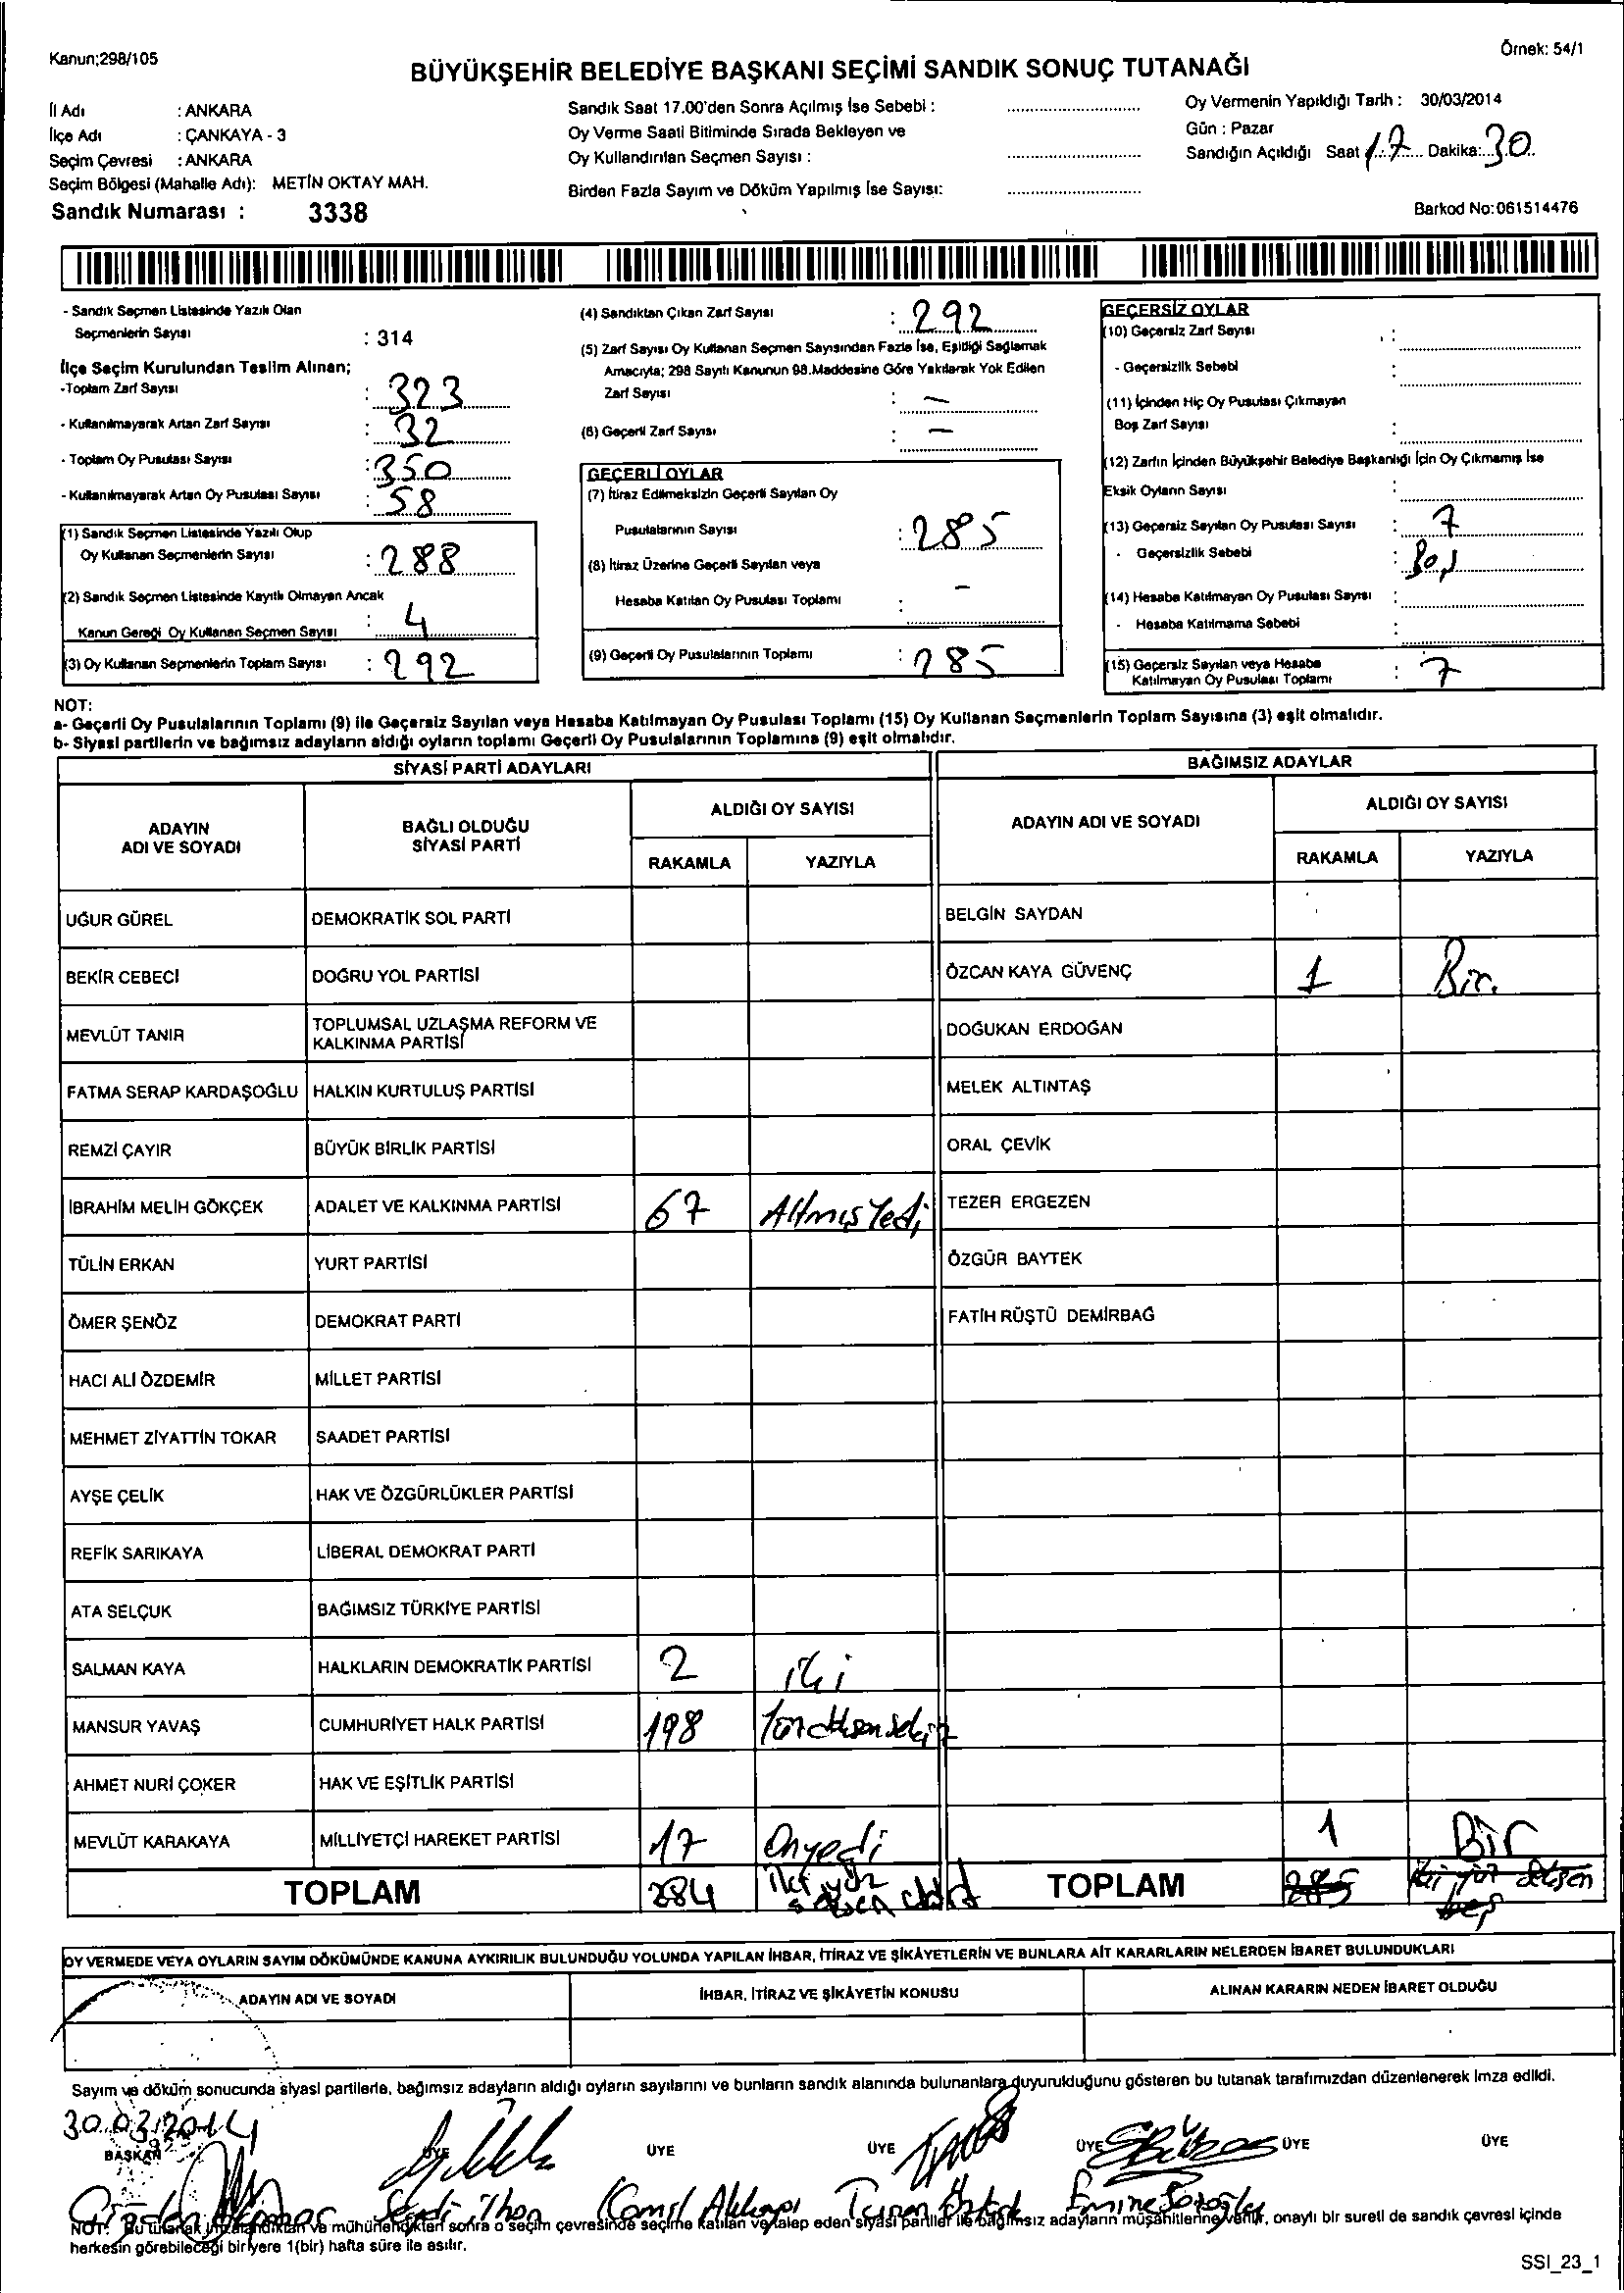 Kanun;298/105
Örnek: 54/1
BÜYÜKŞEHİR BELEDİYE BAŞKANI SEÇİMİ SANDIK SONUÇ TUTANAĞI
İl Adı : ANKARA
İlçe Adı : ÇANKAYA - 3
Seçim Çevresi : ANKARA
Seçim Bölgesi (Mahalle Adı): METİN OKTAY MAH.
Sandık Numarası : 3338
Sandık Saat 17.00'den Sonra Açılmış İse Sebebi :
Oy Verme Saati Bitiminde Sırada Bekleyen ve
Oy Kullandırılan Seçmen Sayısı :
Birden Fazla Sayım ve Döküm Yapılmış İse Sayısı:
Oy Vermenin Yapıldığı Tarih : 30/03/2014
Gün : Pazar
Sandığın Açıldığı Saat 17 Dakika: 30
Barkod No:061514476
- Sandık Seçmen Listesinde Yazılı Olan
Seçmenlerin Sayısı : 314
İlçe Seçim Kurulundan Teslim Alınan;
-Toplam Zarf Sayısı : 323
- Kullanılmayarak Artan Zarf Sayısı : 32
- Toplam Oy Pusulası Sayısı : 350
- Kullanılmayarak Artan Oy Pusulası Sayısı : 58
(1) Sandık Seçmen Listesinde Yazılı Olup
Oy Kullanan Seçmenlerin Sayısı : 288
(2) Sandık Seçmen Listesinde Kayıtlı Olmayan Ancak
Kanun Gereği Oy Kullanan Seçmen Sayısı : 4
(3) Oy Kullanan Seçmenlerin Toplam Sayısı : 292
(4) Sandıktan Çıkan Zarf Sayısı : 292
(5) Zarf Sayısı Oy Kullanan Seçmen Sayısından Fazla İse, Eşitliği Sağlamak
Amacıyla; 298 Sayılı Kanunun 98.Maddesine Göre Yakılarak Yok Edilen
Zarf Sayısı : -
(6) Geçerli Zarf Sayısı : -
GEÇERLİ OYLAR
(7) İtiraz Edilmeksizin Geçerli Sayılan Oy
Pusulalarının Sayısı : 285
(8) İtiraz Üzerine Geçerli Sayılan veya
Hesaba Katılan Oy Pusulası Toplamı : -
(9) Geçerli Oy Pusulalarının Toplamı : 285
GEÇERSİZ OYLAR
(10) Geçersiz Zarf Sayısı :
- Geçersizlik Sebebi :
(11) İçinden Hiç Oy Pusulası Çıkmayan
Boş Zarf Sayısı :
(12) Zarfın İçinden Büyükşehir Belediye Başkanlığı İçin Oy Çıkmamış İse
Eksik Oyların Sayısı :
(13) Geçersiz Sayılan Oy Pusulası Sayısı : 7
- Geçersizlik Sebebi : Boş
(14) Hesaba Katılmayan Oy Pusulası Sayısı :
- Hesaba Katılmama Sebebi :
(15) Geçersiz Sayılan veya Hesaba
Katılmayan Oy Pusulası Toplamı : 7
NOT:
a- Geçerli Oy Pusulalarının Toplamı (9) ile Geçersiz Sayılan veya Hesaba Katılmayan Oy Pusulası Toplamı (15) Oy Kullanan Seçmenlerin Toplam Sayısına (3) eşit olmalıdır.
b- Siyasi partilerin ve bağımsız adayların aldığı oyların toplamı Geçerli Oy Pusulalarının Toplamına (9) eşit olmalıdır.
SİYASİ PARTİ ADAYLARI BAĞIMSIZ ADAYLAR
ADAYIN ADI VE SOYADI BAĞLI OLDUĞU SİYASİ PARTİ ALDIĞI OY SAYISI ADAYIN ADI VE SOYADI ALDIĞI OY SAYISI
RAKAMLA YAZIYLA RAKAMLA YAZIYLA
UĞUR GÜREL DEMOKRATİK SOL PARTİ BELGİN SAYDAN
BEKİR CEBECİ DOĞRU YOL PARTİSİ ÖZCAN KAYA GÜVENÇ 1 Bir.
MEVLÜT TANIR TOPLUMSAL UZLAŞMA REFORM VE KALKINMA PARTİSİ DOĞUKAN ERDOĞAN
FATMA SERAP KARDAŞOĞLU HALKIN KURTULUŞ PARTİSİ MELEK ALTINTAŞ
REMZİ ÇAYIR BÜYÜK BİRLİK PARTİSİ ORAL ÇEVİK
İBRAHİM MELİH GÖKÇEK ADALET VE KALKINMA PARTİSİ 67 Altmış Yedi TEZER ERGEZEN
TÜLİN ERKAN YURT PARTİSİ ÖZGÜR BAYTEK
ÖMER ŞENÖZ DEMOKRAT PARTİ FATİH RÜŞTÜ DEMİRBAĞ
HACI ALİ ÖZDEMİR MİLLET PARTİSİ
MEHMET ZİYATTİN TOKAR SAADET PARTİSİ
AYŞE ÇELİK HAK VE ÖZGÜRLÜKLER PARTİSİ
REFİK SARIKAYA LİBERAL DEMOKRAT PARTİ
ATA SELÇUK BAĞIMSIZ TÜRKİYE PARTİSİ
SALMAN KAYA HALKLARIN DEMOKRATİK PARTİSİ 2 iki
MANSUR YAVAŞ CUMHURİYET HALK PARTİSİ 198
AHMET NURİ ÇOKER HAK VE EŞİTLİK PARTİSİ
MEVLÜT KARAKAYA MİLLİYETÇİ HAREKET PARTİSİ 17 Onyedi 1 Bir
TOPLAM 284 iki yüz seksen dört TOPLAM 285 iki yüz seksen beş
OY VERMEDE VEYA OYLARIN SAYIM DÖKÜMÜNDE KANUNA AYKIRILIK BULUNDUĞU YOLUNDA YAPILAN İHBAR, İTİRAZ VE ŞİKÂYETLERİN VE BUNLARA AİT KARARLARIN NELERDEN İBARET BULUNDUKLARI
ADAYIN ADI VE SOYADI İHBAR, İTİRAZ VE ŞİKÂYETİN KONUSU ALINAN KARARIN NEDEN İBARET OLDUĞU
Sayım ve döküm sonucunda siyasi partilerle, bağımsız adayların aldığı oyların sayılarını ve bunların sandık alanında bulunanlara duyurulduğunu gösteren bu tutanak tarafımızdan düzenlenerek imza edildi.
30.03.2014
BAŞKAN ÜYE ÜYE ÜYE ÜYE ÜYE ÜYE
NOT: Bu tutanak imzalandıktan ve mühürlendikten sonra o seçim çevresinde seçime katılan ve talep eden siyasi partiler ile bağımsız adayların müşahitlerine verilir, onaylı bir sureti de sandık çevresi içinde
herkesin görebileceği bir yere 1(bir) hafta süre ile asılır.
SSI_23_1